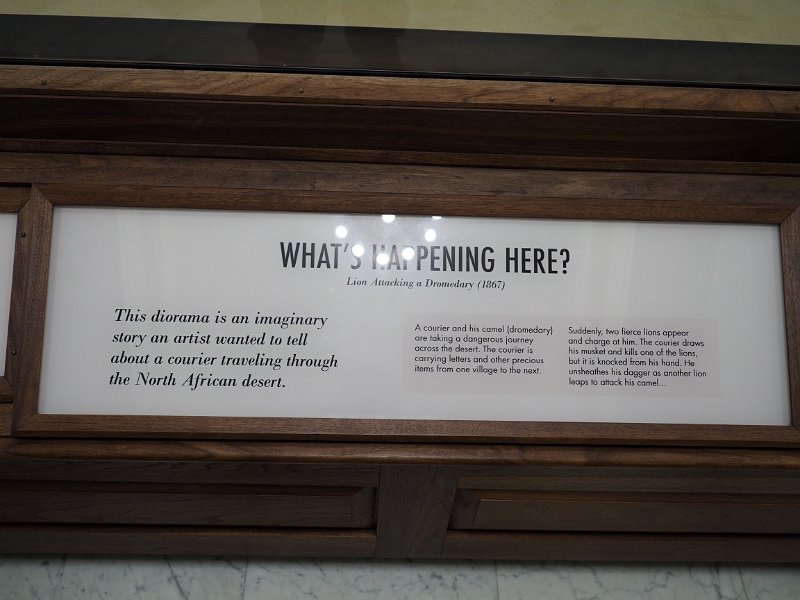 WHAT'S HAPPENING HERE?
Lion Attacking a Dromedary (1867)
This diorama is an imaginary
story an artist wanted to tell
about a courier traveling through
the North African desert.
A courier and his camel (dromedary)
are taking a dangerous journey
across the desert. The courier is
carrying letters and other precious
items from one village to the next.
Suddenly, two fierce lions appear
and charge at him. The courier draws
his musket and kills one of the lions,
but it is knocked from his hand. He
unsheathes his dagger as another lion
leaps to attack his camel...